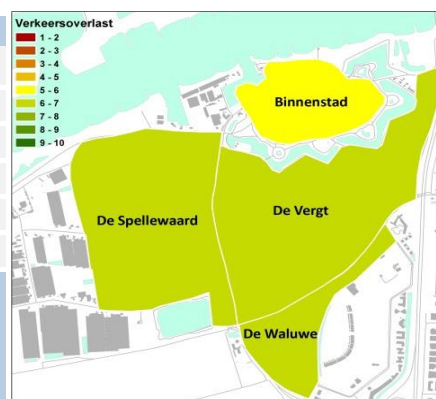 Verkeersoverlast
1 - 2
2 - 3
3 - 4
4 - 5
5 - 6
6 - 7
7 - 8
8 - 9
9 - 10
Binnenstad
De Spellewaard
De Vergt
De Waluwe